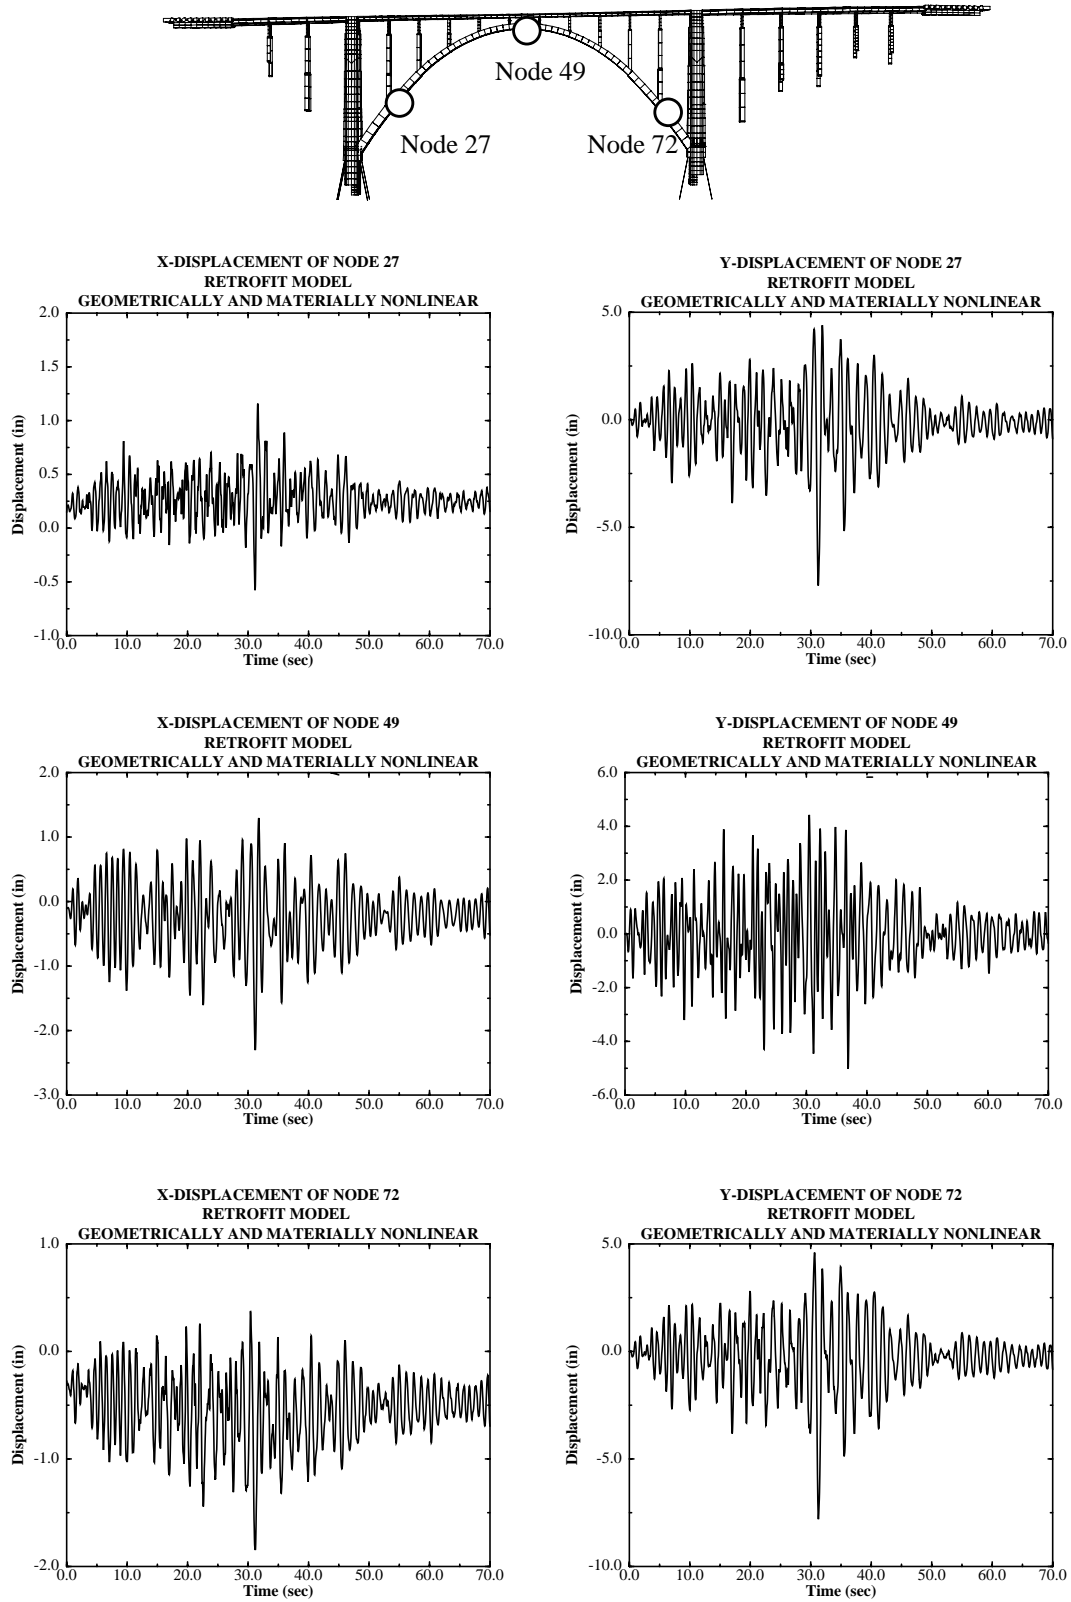 Node 49
Node 27
Node 72
X-DISPLACEMENT OF NODE 27
RETROFIT MODEL
GEOMETRICALLY AND MATERIALLY NONLINEAR
2.0
1.5
1.0
0.5
0.0
-0.5
-1.0
Displacement (in)
0.0 10.0 20.0 30.0 40.0 50.0 60.0 70.0
Time (sec)
Y-DISPLACEMENT OF NODE 27
RETROFIT MODEL
GEOMETRICALLY AND MATERIALLY NONLINEAR
5.0
0.0
-5.0
-10.0
Displacement (in)
0.0 10.0 20.0 30.0 40.0 50.0 60.0 70.0
Time (sec)
X-DISPLACEMENT OF NODE 49
RETROFIT MODEL
GEOMETRICALLY AND MATERIALLY NONLINEAR
2.0
1.0
0.0
-1.0
-2.0
-3.0
Displacement (in)
0.0 10.0 20.0 30.0 40.0 50.0 60.0 70.0
Time (sec)
Y-DISPLACEMENT OF NODE 49
RETROFIT MODEL
GEOMETRICALLY AND MATERIALLY NONLINEAR
6.0
4.0
2.0
0.0
-2.0
-4.0
-6.0
Displacement (in)
0.0 10.0 20.0 30.0 40.0 50.0 60.0 70.0
Time (sec)
X-DISPLACEMENT OF NODE 72
RETROFIT MODEL
GEOMETRICALLY AND MATERIALLY NONLINEAR
1.0
0.0
-1.0
-2.0
Displacement (in)
0.0 10.0 20.0 30.0 40.0 50.0 60.0 70.0
Time (sec)
Y-DISPLACEMENT OF NODE 72
RETROFIT MODEL
GEOMETRICALLY AND MATERIALLY NONLINEAR
5.0
0.0
-5.0
-10.0
Displacement (in)
0.0 10.0 20.0 30.0 40.0 50.0 60.0 70.0
Time (sec)